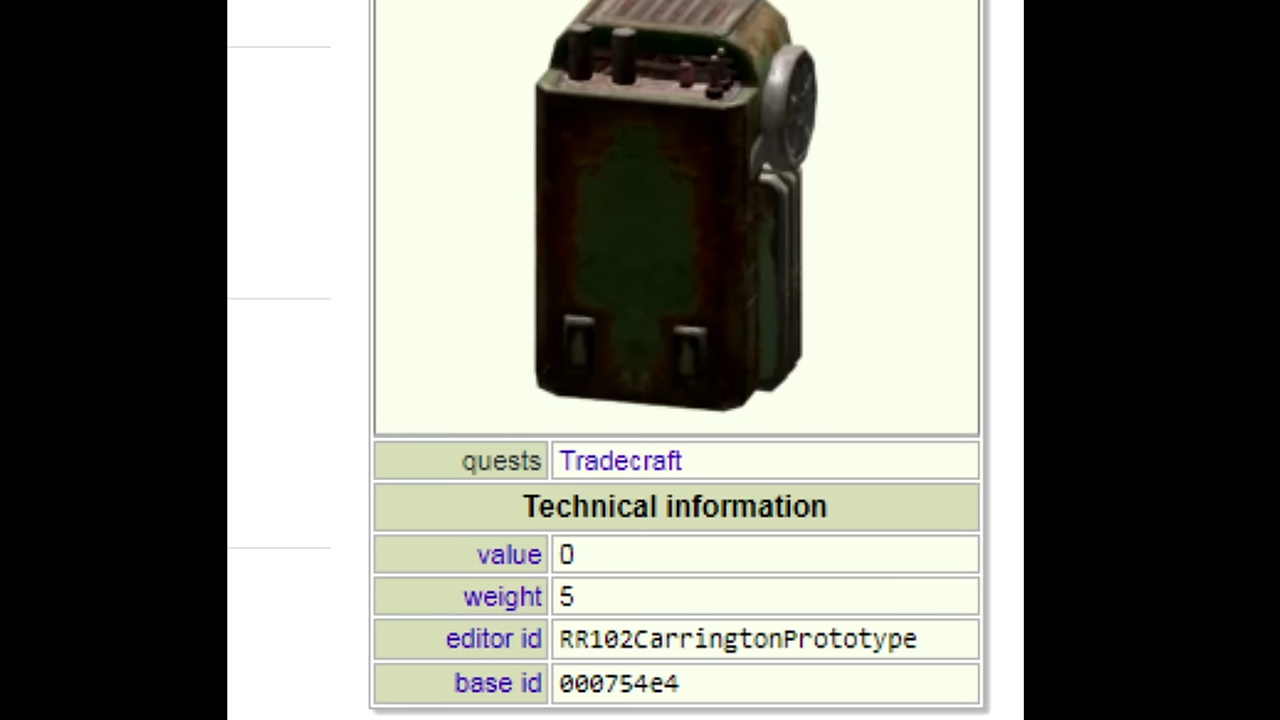 quests Tradecraft
Technical information
value 0
weight 5
editor id RR102CarringtonPrototype
base id 000754e4